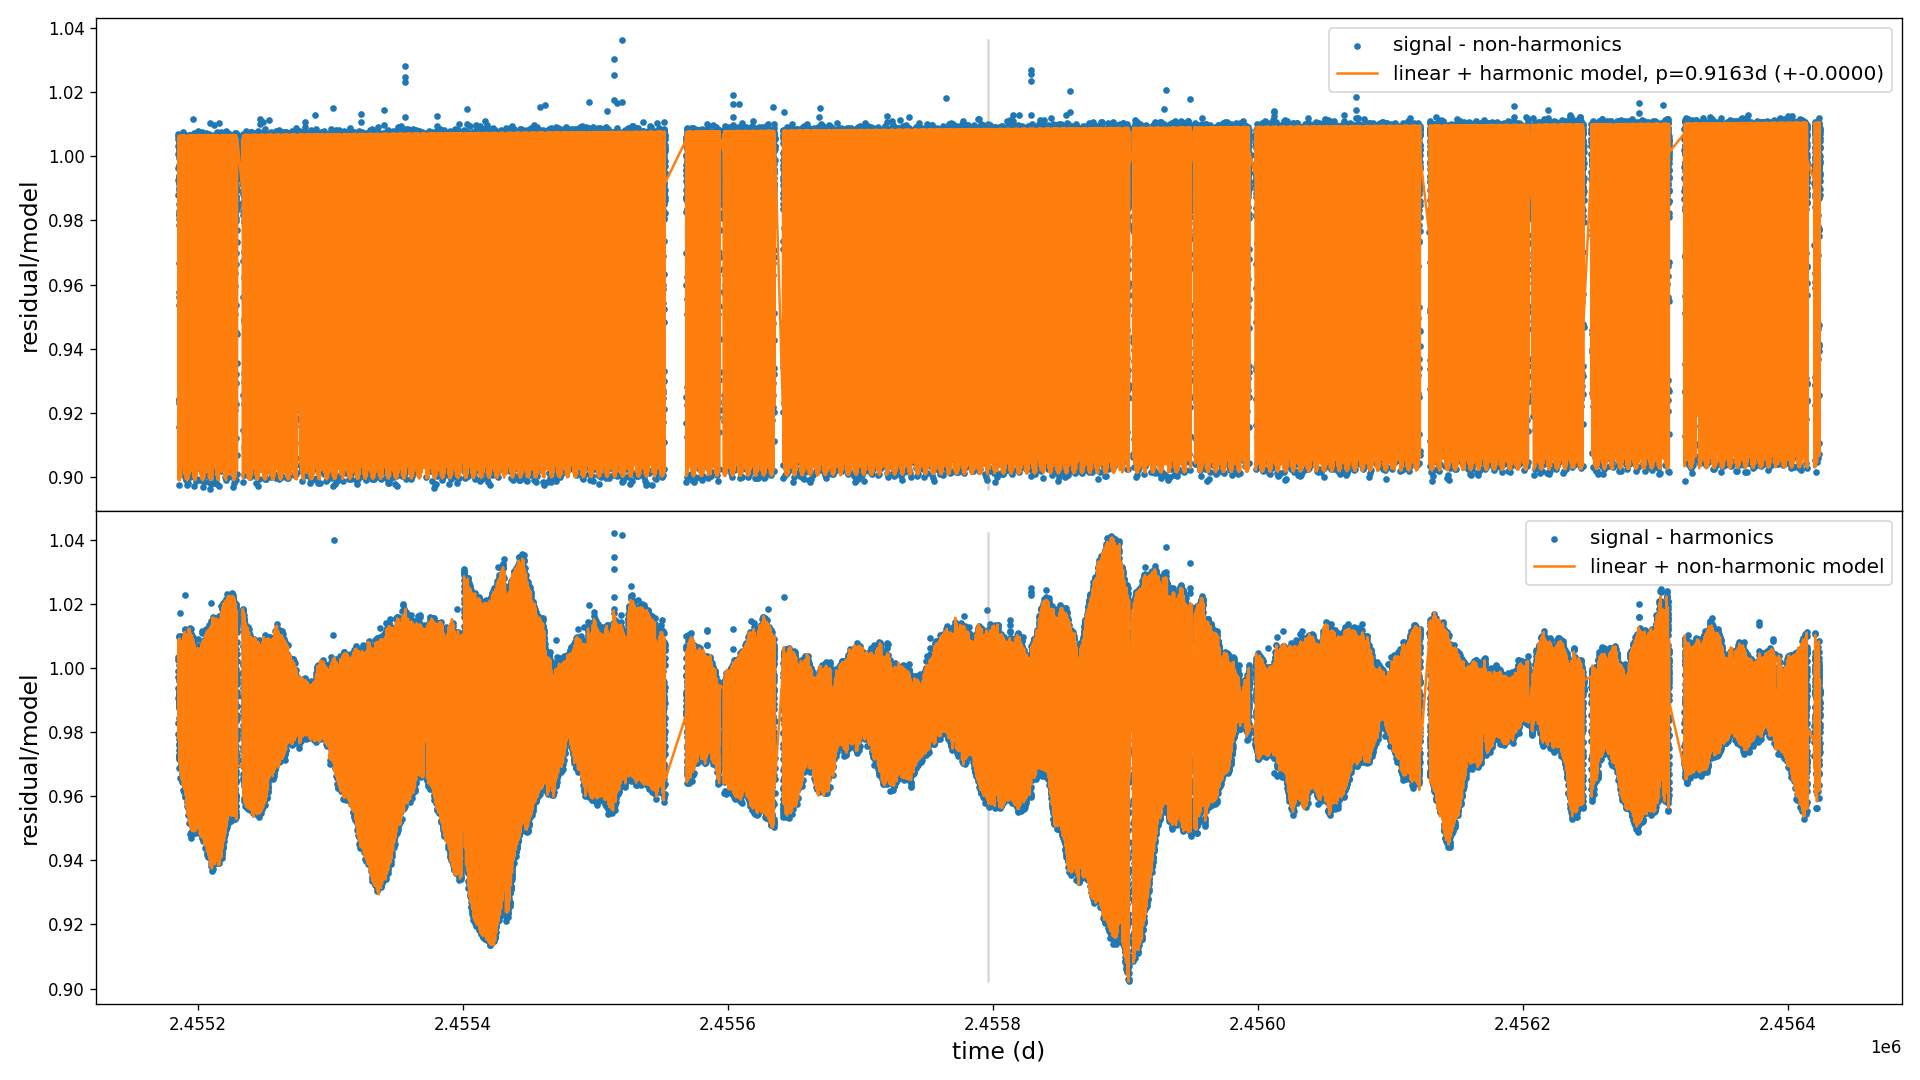 1.04
signal - non-harmonics
linear + harmonic model, p=0.9163d (+-0.0000)
1.02
1.00
0.98
0.96
0.94
0.92
0.90
residual/model
1.04
signal - harmonics
linear + non-harmonic model
1.02
1.00
0.98
0.96
0.94
0.92
0.90
residual/model
2.4552 2.4554 2.4556 2.4558 2.4560 2.4562 2.4564
1e6
time (d)